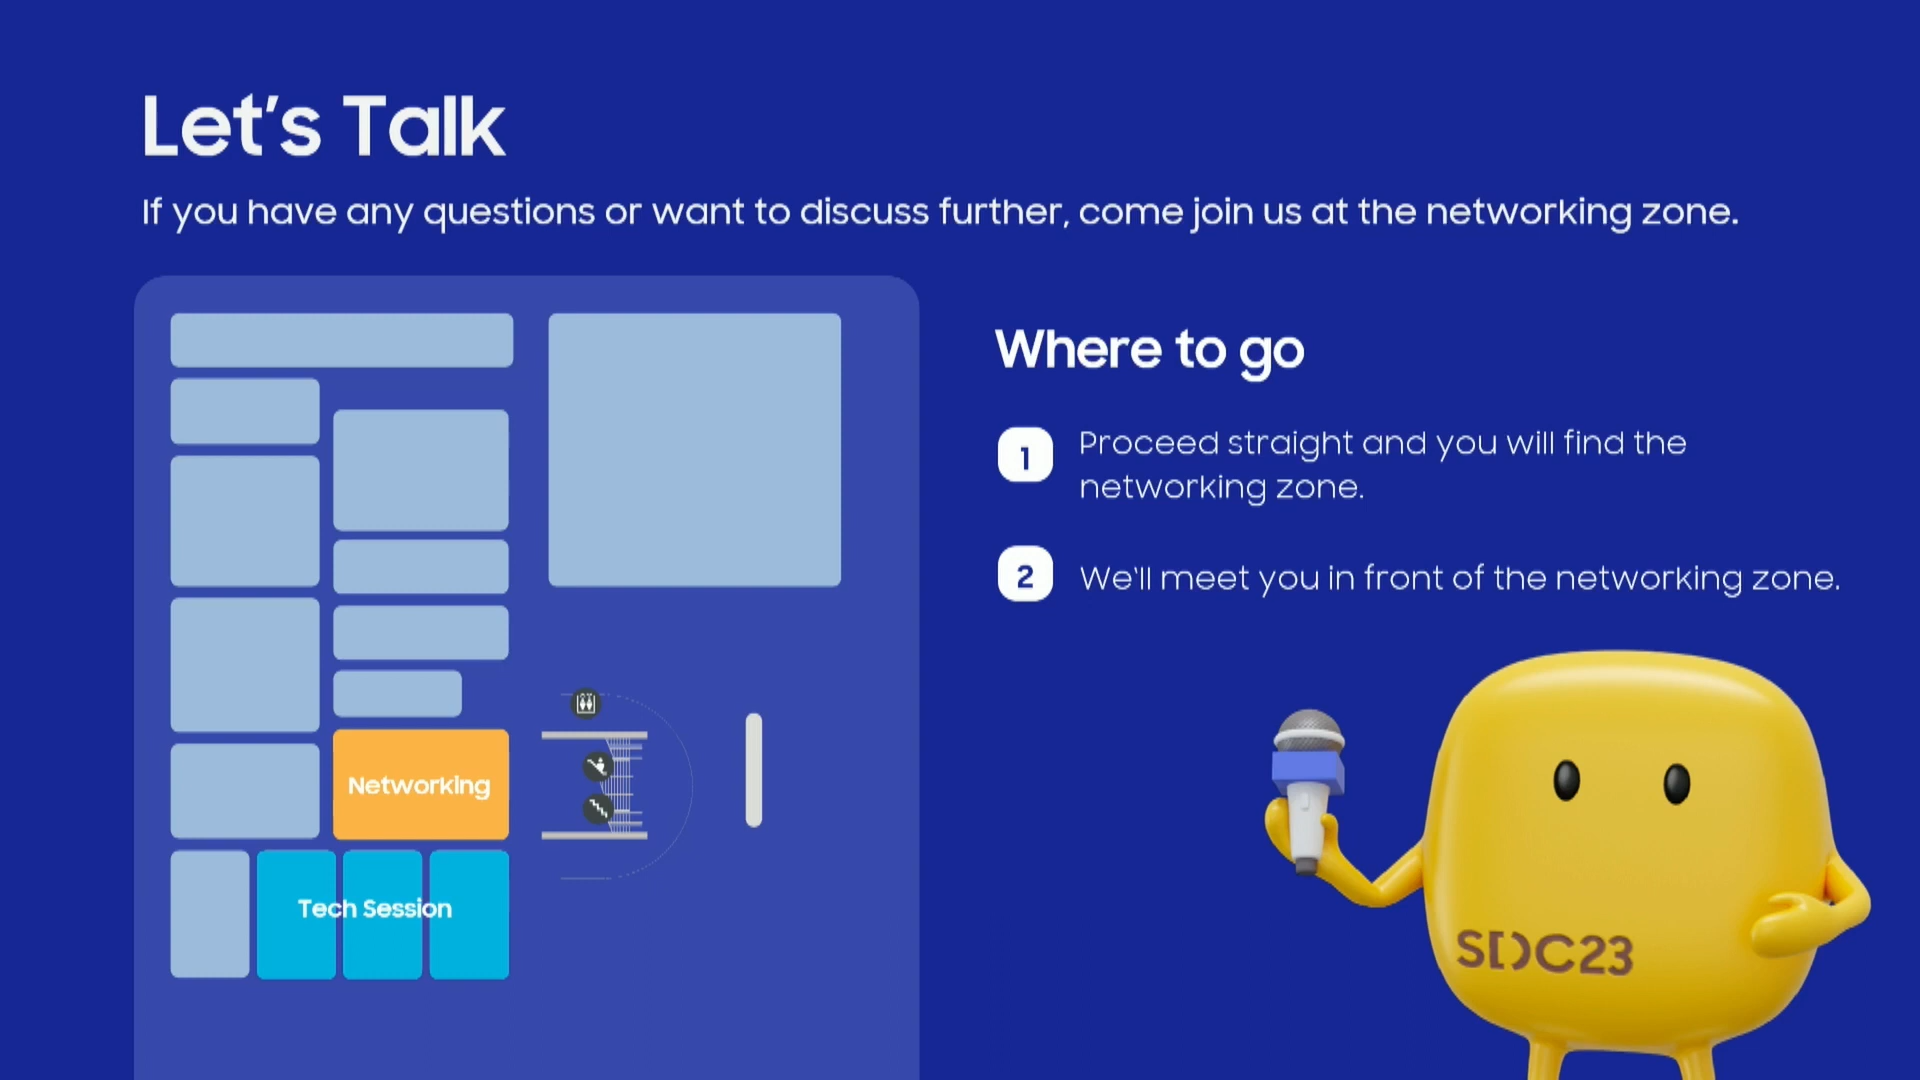 Let's Talk
If you have any questions or want to discuss further, come join us at the networking zone.
Networking
Tech Session
Where to go
1
Proceed straight and you will find the
networking zone.
2
We'll meet you in front of the networking zone.
SDC23